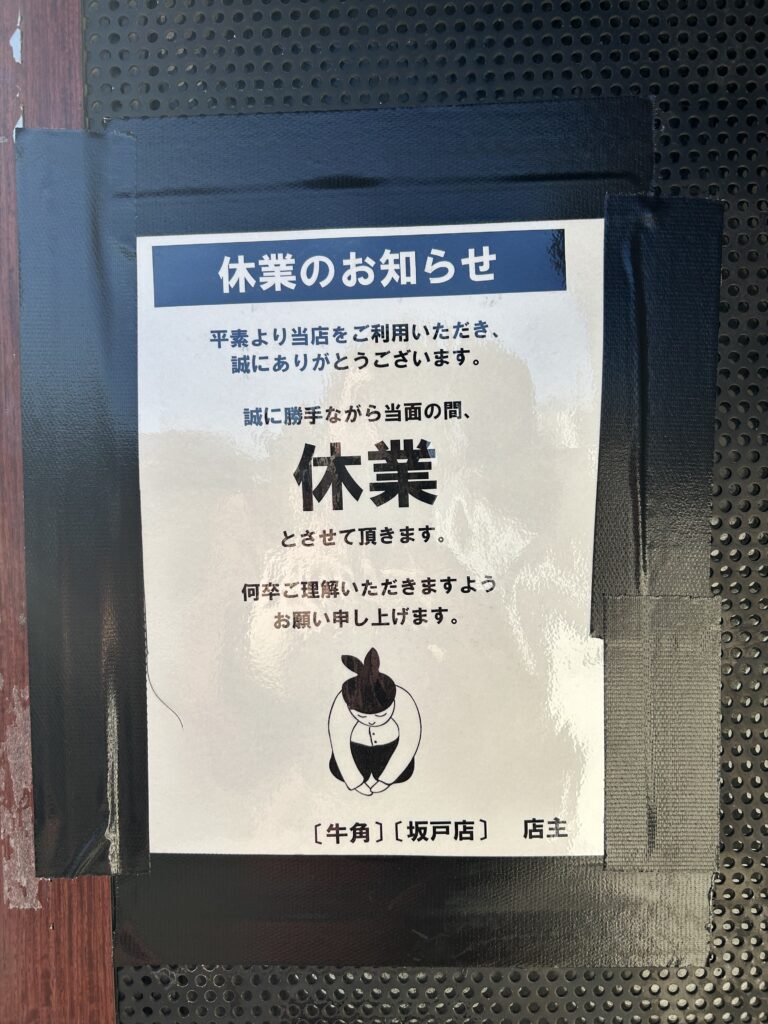 休業のお知らせ
平素より当店をご利用いただき、
誠にありがとうございます。
誠に勝手ながら当面の間、
休業
とさせて頂きます。
何卒ご理解いただきますよう
お願い申し上げます。
［牛角］［坂戸店］　店主